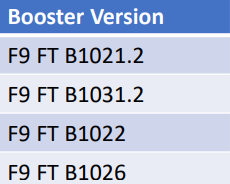 Booster Version
F9 FT B1021.2
F9 FT B1031.2
F9 FT B1022
F9 FT B1026